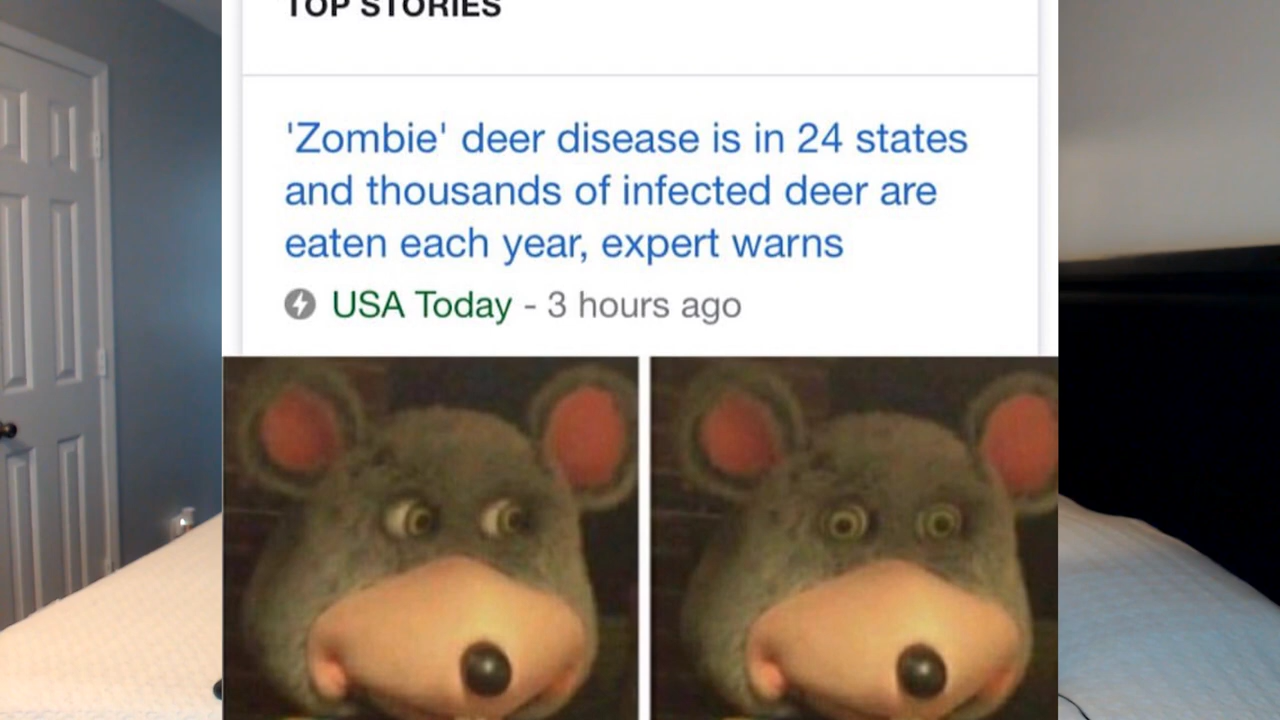 TOP STORIES
'Zombie' deer disease is in 24 states
and thousands of infected deer are
eaten each year, expert warns
USA Today - 3 hours ago